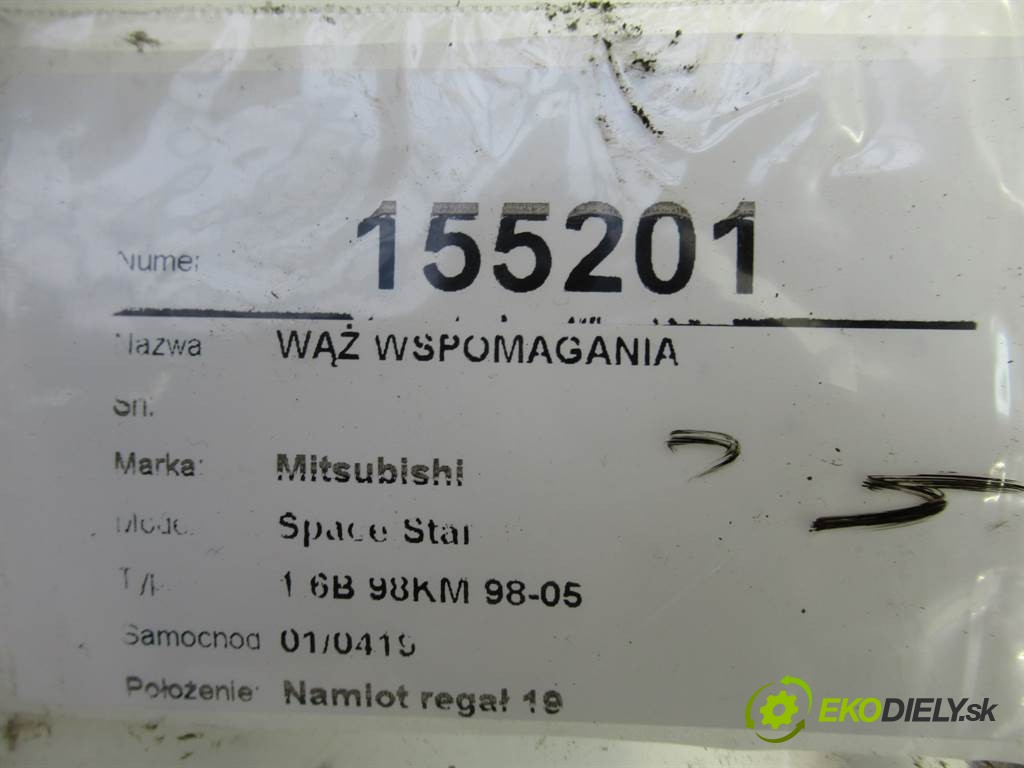 Numer 155201
Nazwa WĄŻ WSPOMAGANIA
Sn:
Marka: Mitsubishi
Model: Space Star
Typ: 1.6B 98KM 98-05
Samochód 01/0419
Położenie: Namiot regał 19
EKODIELY.sk